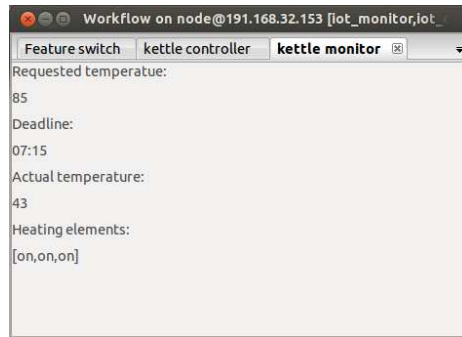 Workflow on node@191.168.32.153 [iot_monitor,iot_
Feature switch kettle controller kettle monitor
Requested temperatue:
85
Deadline:
07:15
Actual temperature:
43
Heating elements:
[on,on,on]